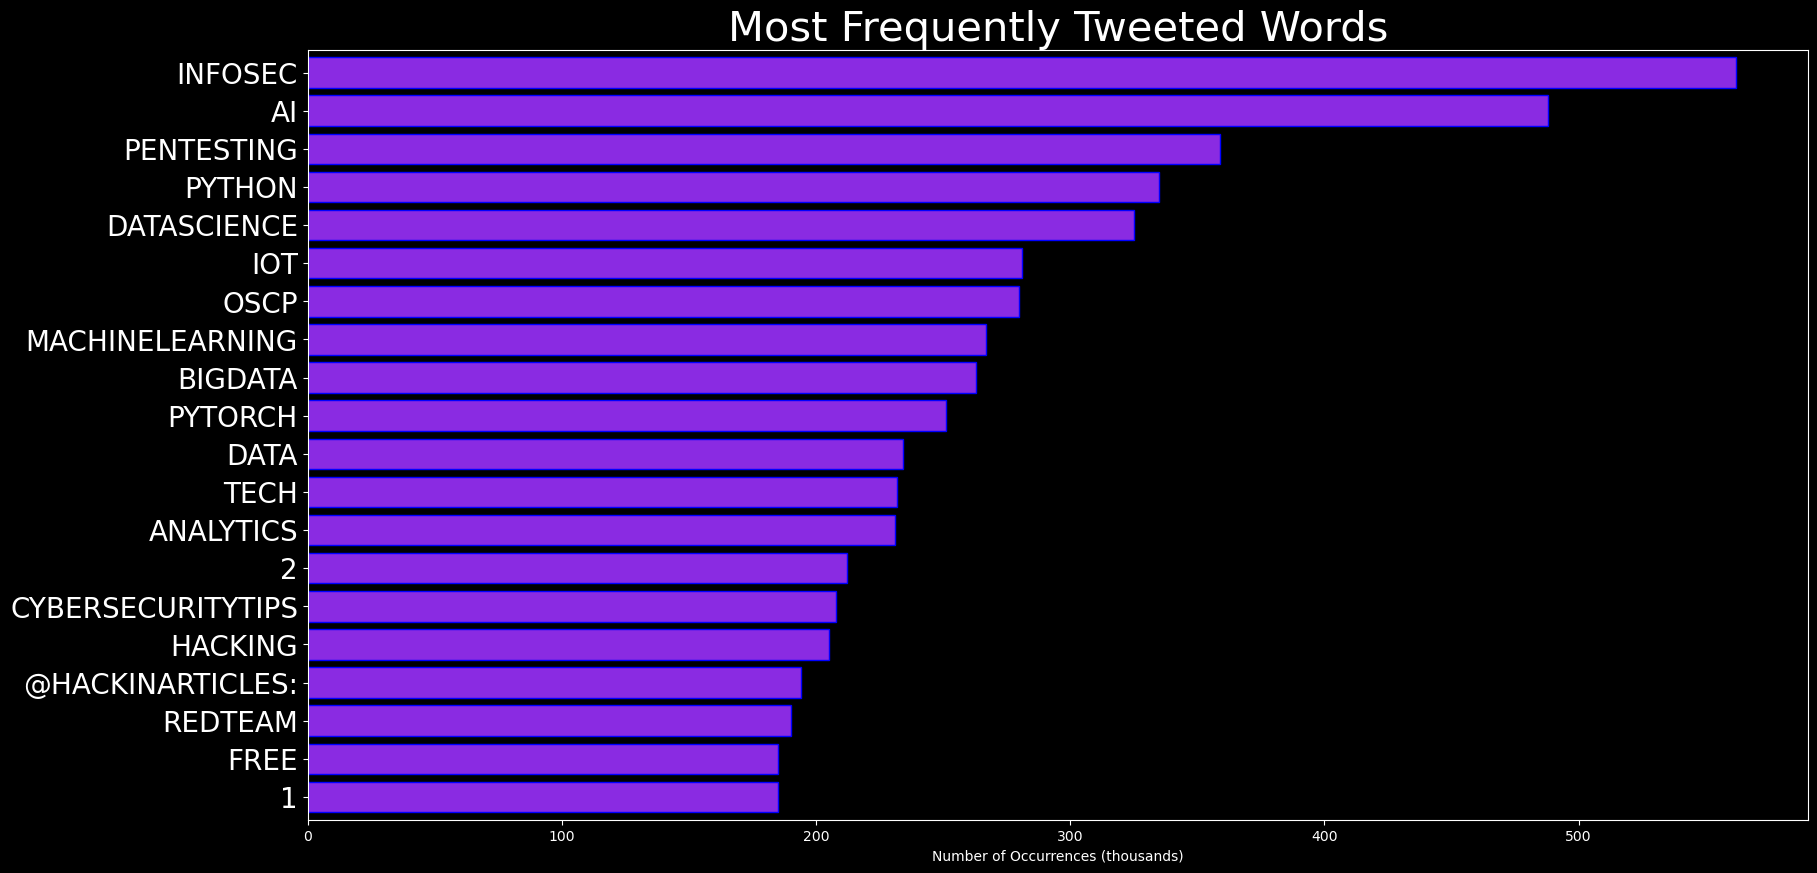 Most Frequently Tweeted Words
INFOSEC
AI
PENTESTING
PYTHON
DATASCIENCE
IOT
OSCP
MACHINELEARNING
BIGDATA
PYTORCH
DATA
TECH
ANALYTICS
2
CYBERSECURITYTIPS
HACKING
@HACKINARTICLES:
REDTEAM
FREE
1
0 100 200 300 400 500
Number of Occurrences (thousands)